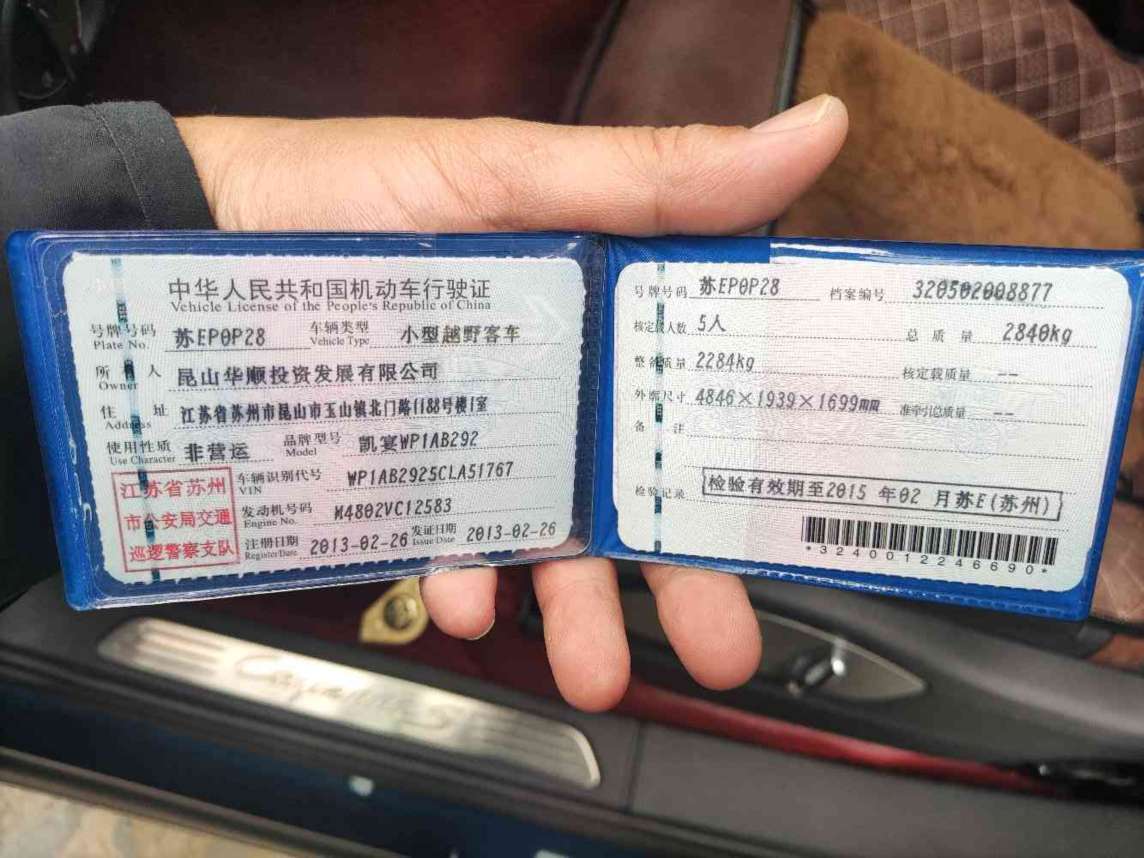 中华人民共和国机动车行驶证
Vehicle License of the People's Republic of China
号牌号码 苏EP0P28 车辆类型 小型越野客车
Plate No. Vehicle Type
所有人 昆山华顺投资发展有限公司
Owner
住址 江苏省苏州市昆山市玉山镇北门路1188号楼1室
Address
使用性质 非营运 品牌型号 凯宴WP1AB292
Use Character Model
江苏省苏州
市公安局交通
巡逻警察支队
车辆识别代号 WP1AB2925CLA51767
VIN
发动机号码 M4802VC12583
Engine No.
注册日期 2013-02-26 发证日期 2013-02-26
Register Date Issue Date
号牌号码 苏EP0P28 档案编号 320502008877
核定载人数 5人 总质量 2840kg
整备质量 2284kg 核定载质量 --
外廓尺寸 4846×1939×1699mm 准牵引总质量 --
备注
检验记录 检验有效期至2015年02月苏E(苏州)
*3240012246690*
Cayenne S